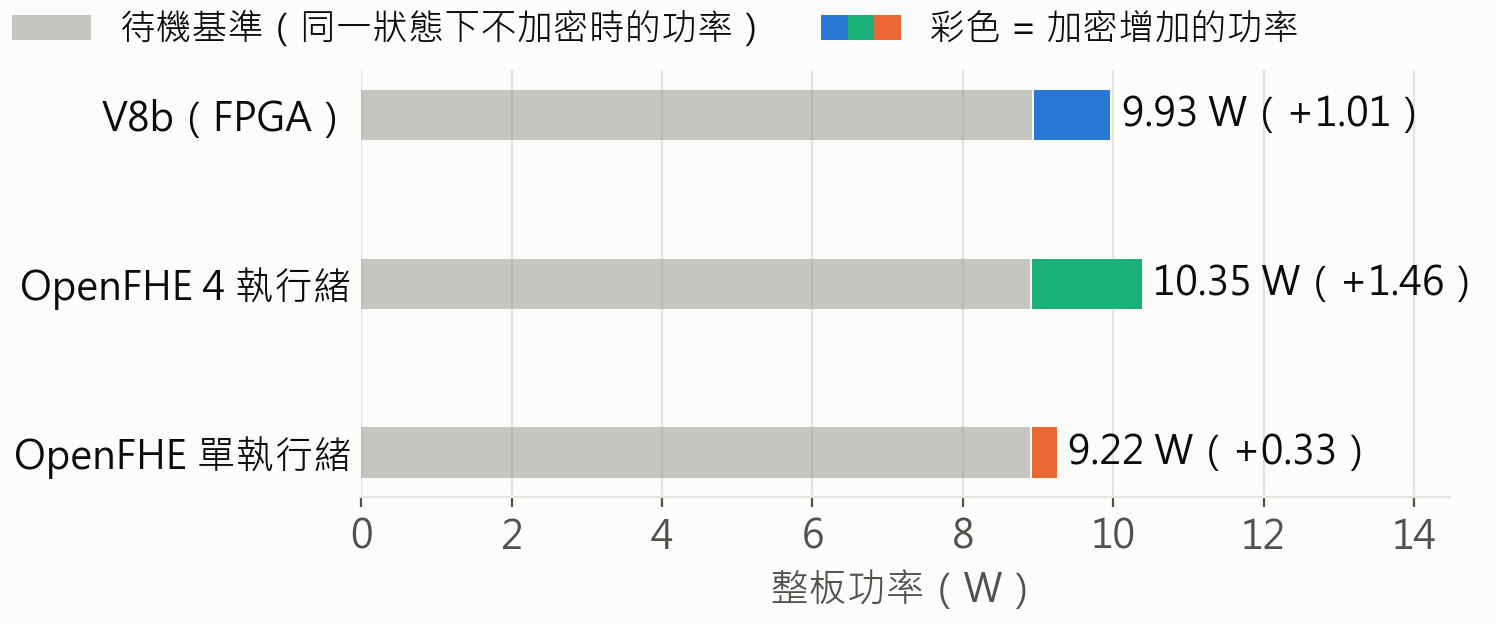 待機基準（同一狀態下不加密時的功率） 彩色 = 加密增加的功率
V8b（FPGA） 9.93 W（+1.01）
OpenFHE 4 執行緒 10.35 W（+1.46）
OpenFHE 單執行緒 9.22 W（+0.33）
0 2 4 6 8 10 12 14
整板功率（W）